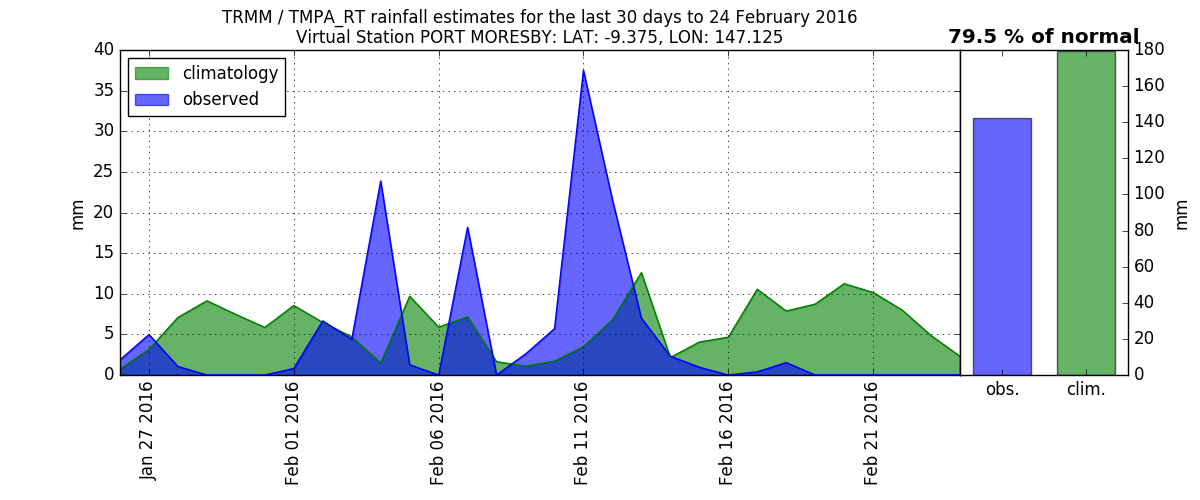 TRMM / TMPA_RT rainfall estimates for the last 30 days to 24 February 2016
Virtual Station PORT MORESBY: LAT: -9.375, LON: 147.125
79.5 % of normal
climatology
observed
mm
40
35
30
25
20
15
10
5
0
Jan 27 2016
Feb 01 2016
Feb 06 2016
Feb 11 2016
Feb 16 2016
Feb 21 2016
180
160
140
120
100
80
60
40
20
0
mm
obs.
clim.